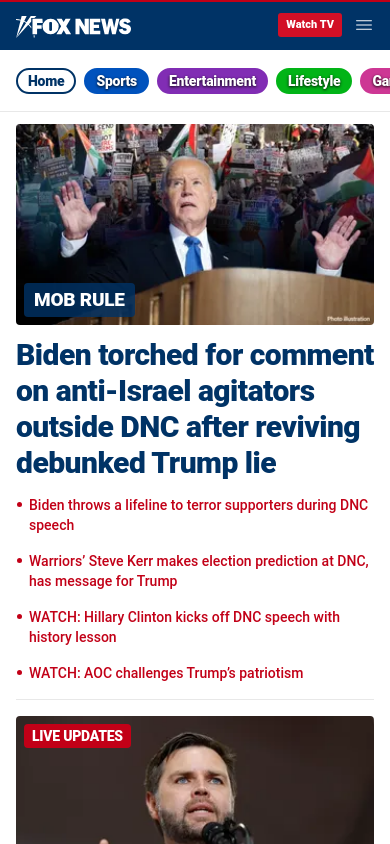 FOX NEWS
Watch TV
Home
Sports
Entertainment
Lifestyle
Ga
MOB RULE
Photo illustration
Biden torched for comment
on anti-Israel agitators
outside DNC after reviving
debunked Trump lie
• Biden throws a lifeline to terror supporters during DNC
speech
• Warriors’ Steve Kerr makes election prediction at DNC,
has message for Trump
• WATCH: Hillary Clinton kicks off DNC speech with
history lesson
• WATCH: AOC challenges Trump’s patriotism
LIVE UPDATES